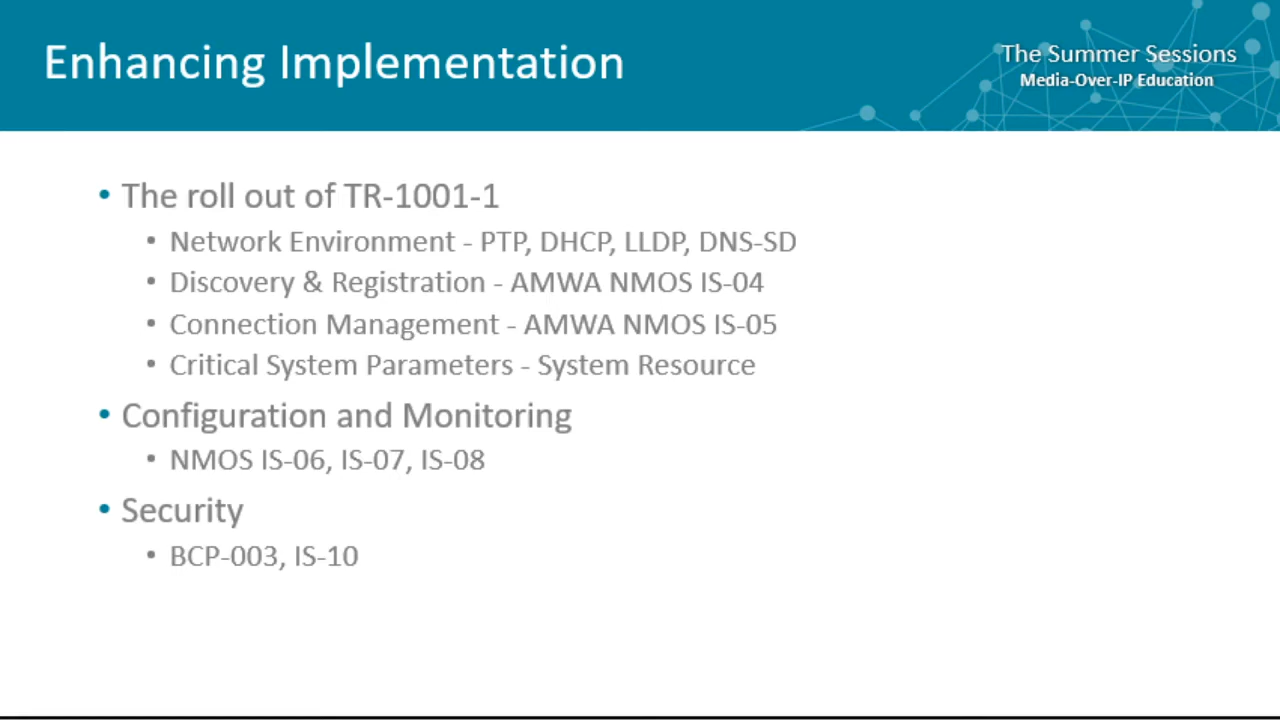 Enhancing Implementation
The Summer Sessions
Media-Over-IP Education
• The roll out of TR-1001-1
• Network Environment - PTP, DHCP, LLDP, DNS-SD
• Discovery & Registration - AMWA NMOS IS-04
• Connection Management - AMWA NMOS IS-05
• Critical System Parameters - System Resource
• Configuration and Monitoring
• NMOS IS-06, IS-07, IS-08
• Security
• BCP-003, IS-10